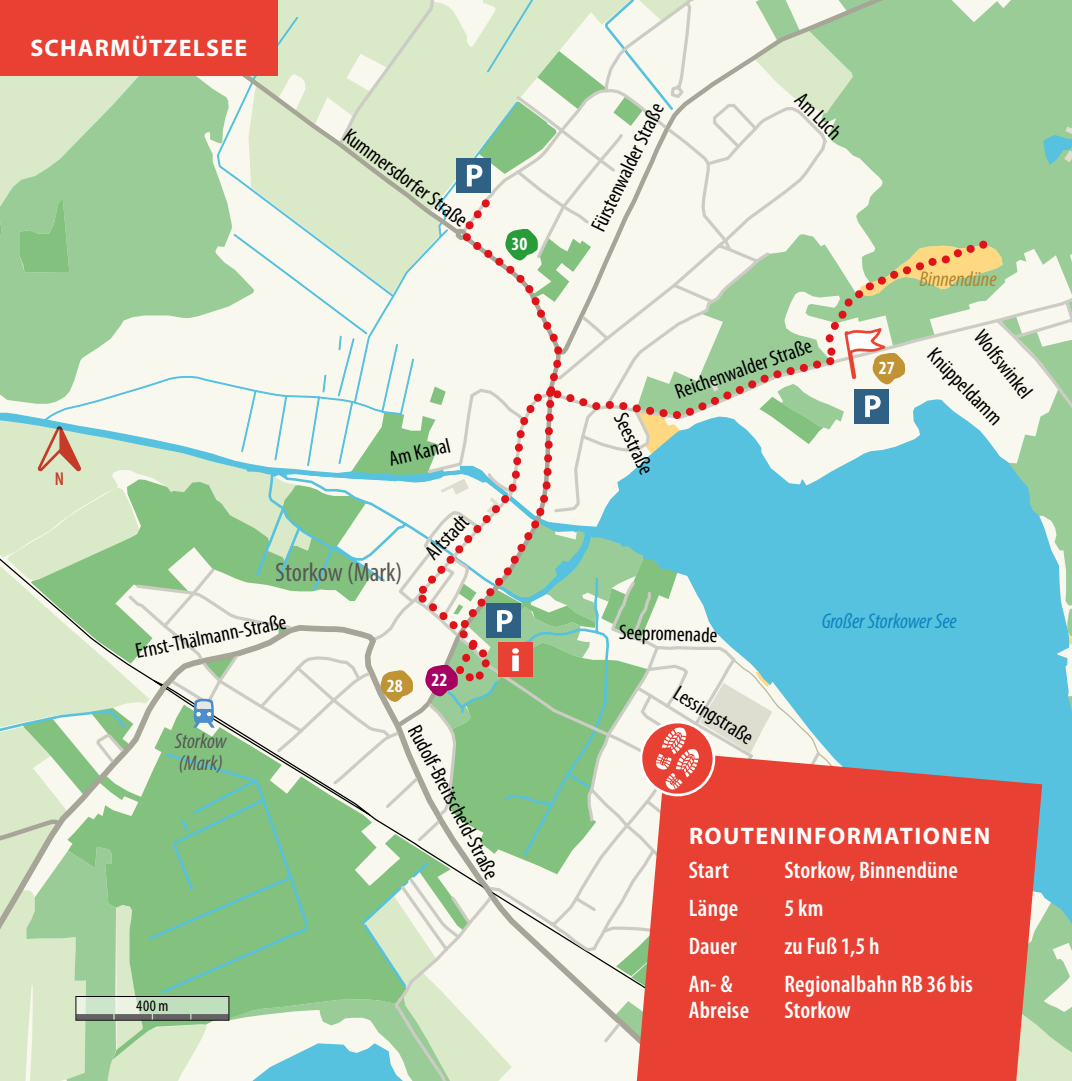 SCHARMÜTZELSEE
Am Luch
Fürstenwalder Straße
Kummersdorfer Straße
P
30
Binnendüne
Wolfswinkel
Knüppeldamm
Reichenwalder Straße
27
P
Seestraße
Am Kanal
N
Altstadt
Storkow (Mark)
P
Großer Storkower See
Ernst-Thälmann-Straße
Seepromenade
i
22
28
Lessingstraße
Storkow
(Mark)
Rudolf-Breitscheid-Straße
ROUTENINFORMATIONEN
Start Storkow, Binnendüne
Länge 5 km
Dauer zu Fuß 1,5 h
An- & Regionalbahn RB 36 bis
Abreise Storkow
400 m